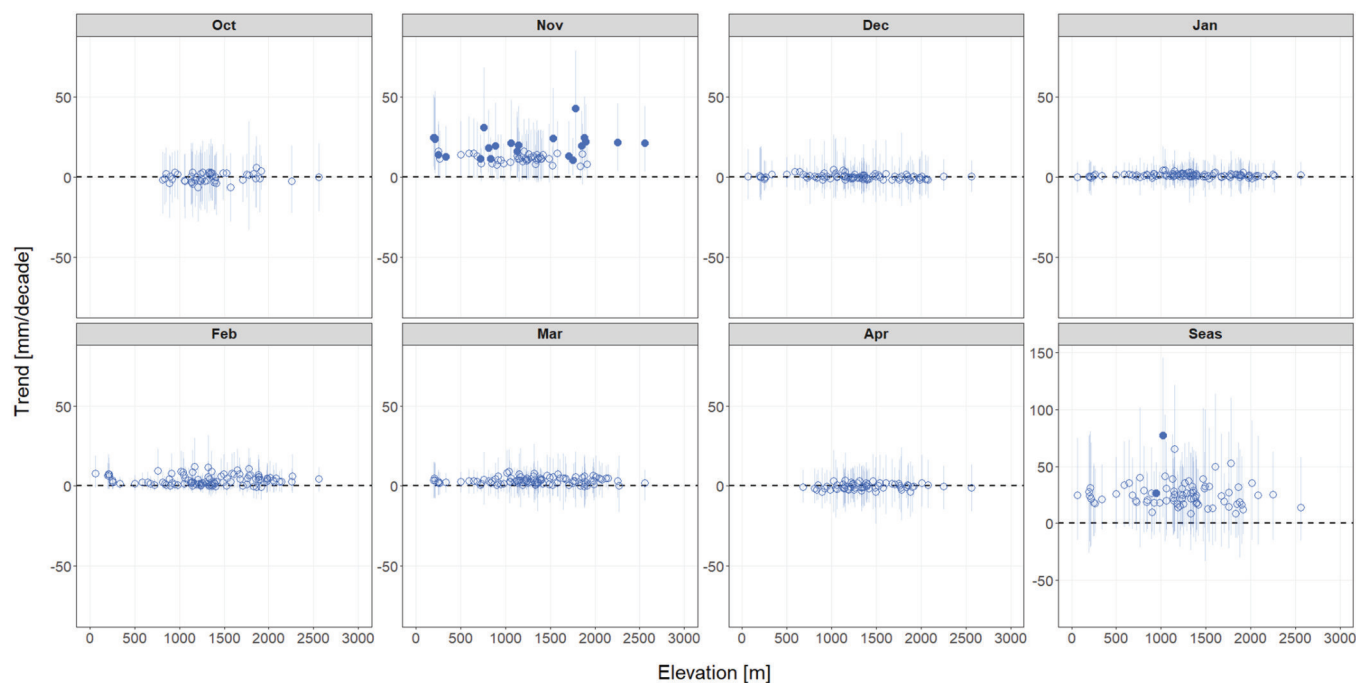 Oct Nov Dec Jan
50 50 50 50
0 0 0 0
-50 -50 -50 -50
Feb Mar Apr Seas
150
50 50 50 100
50
0 0 0 0
-50 -50 -50 -50
0 500 1000 1500 2000 2500 3000 0 500 1000 1500 2000 2500 3000 0 500 1000 1500 2000 2500 3000 0 500 1000 1500 2000 2500 3000
Trend [mm/decade]
Elevation [m]